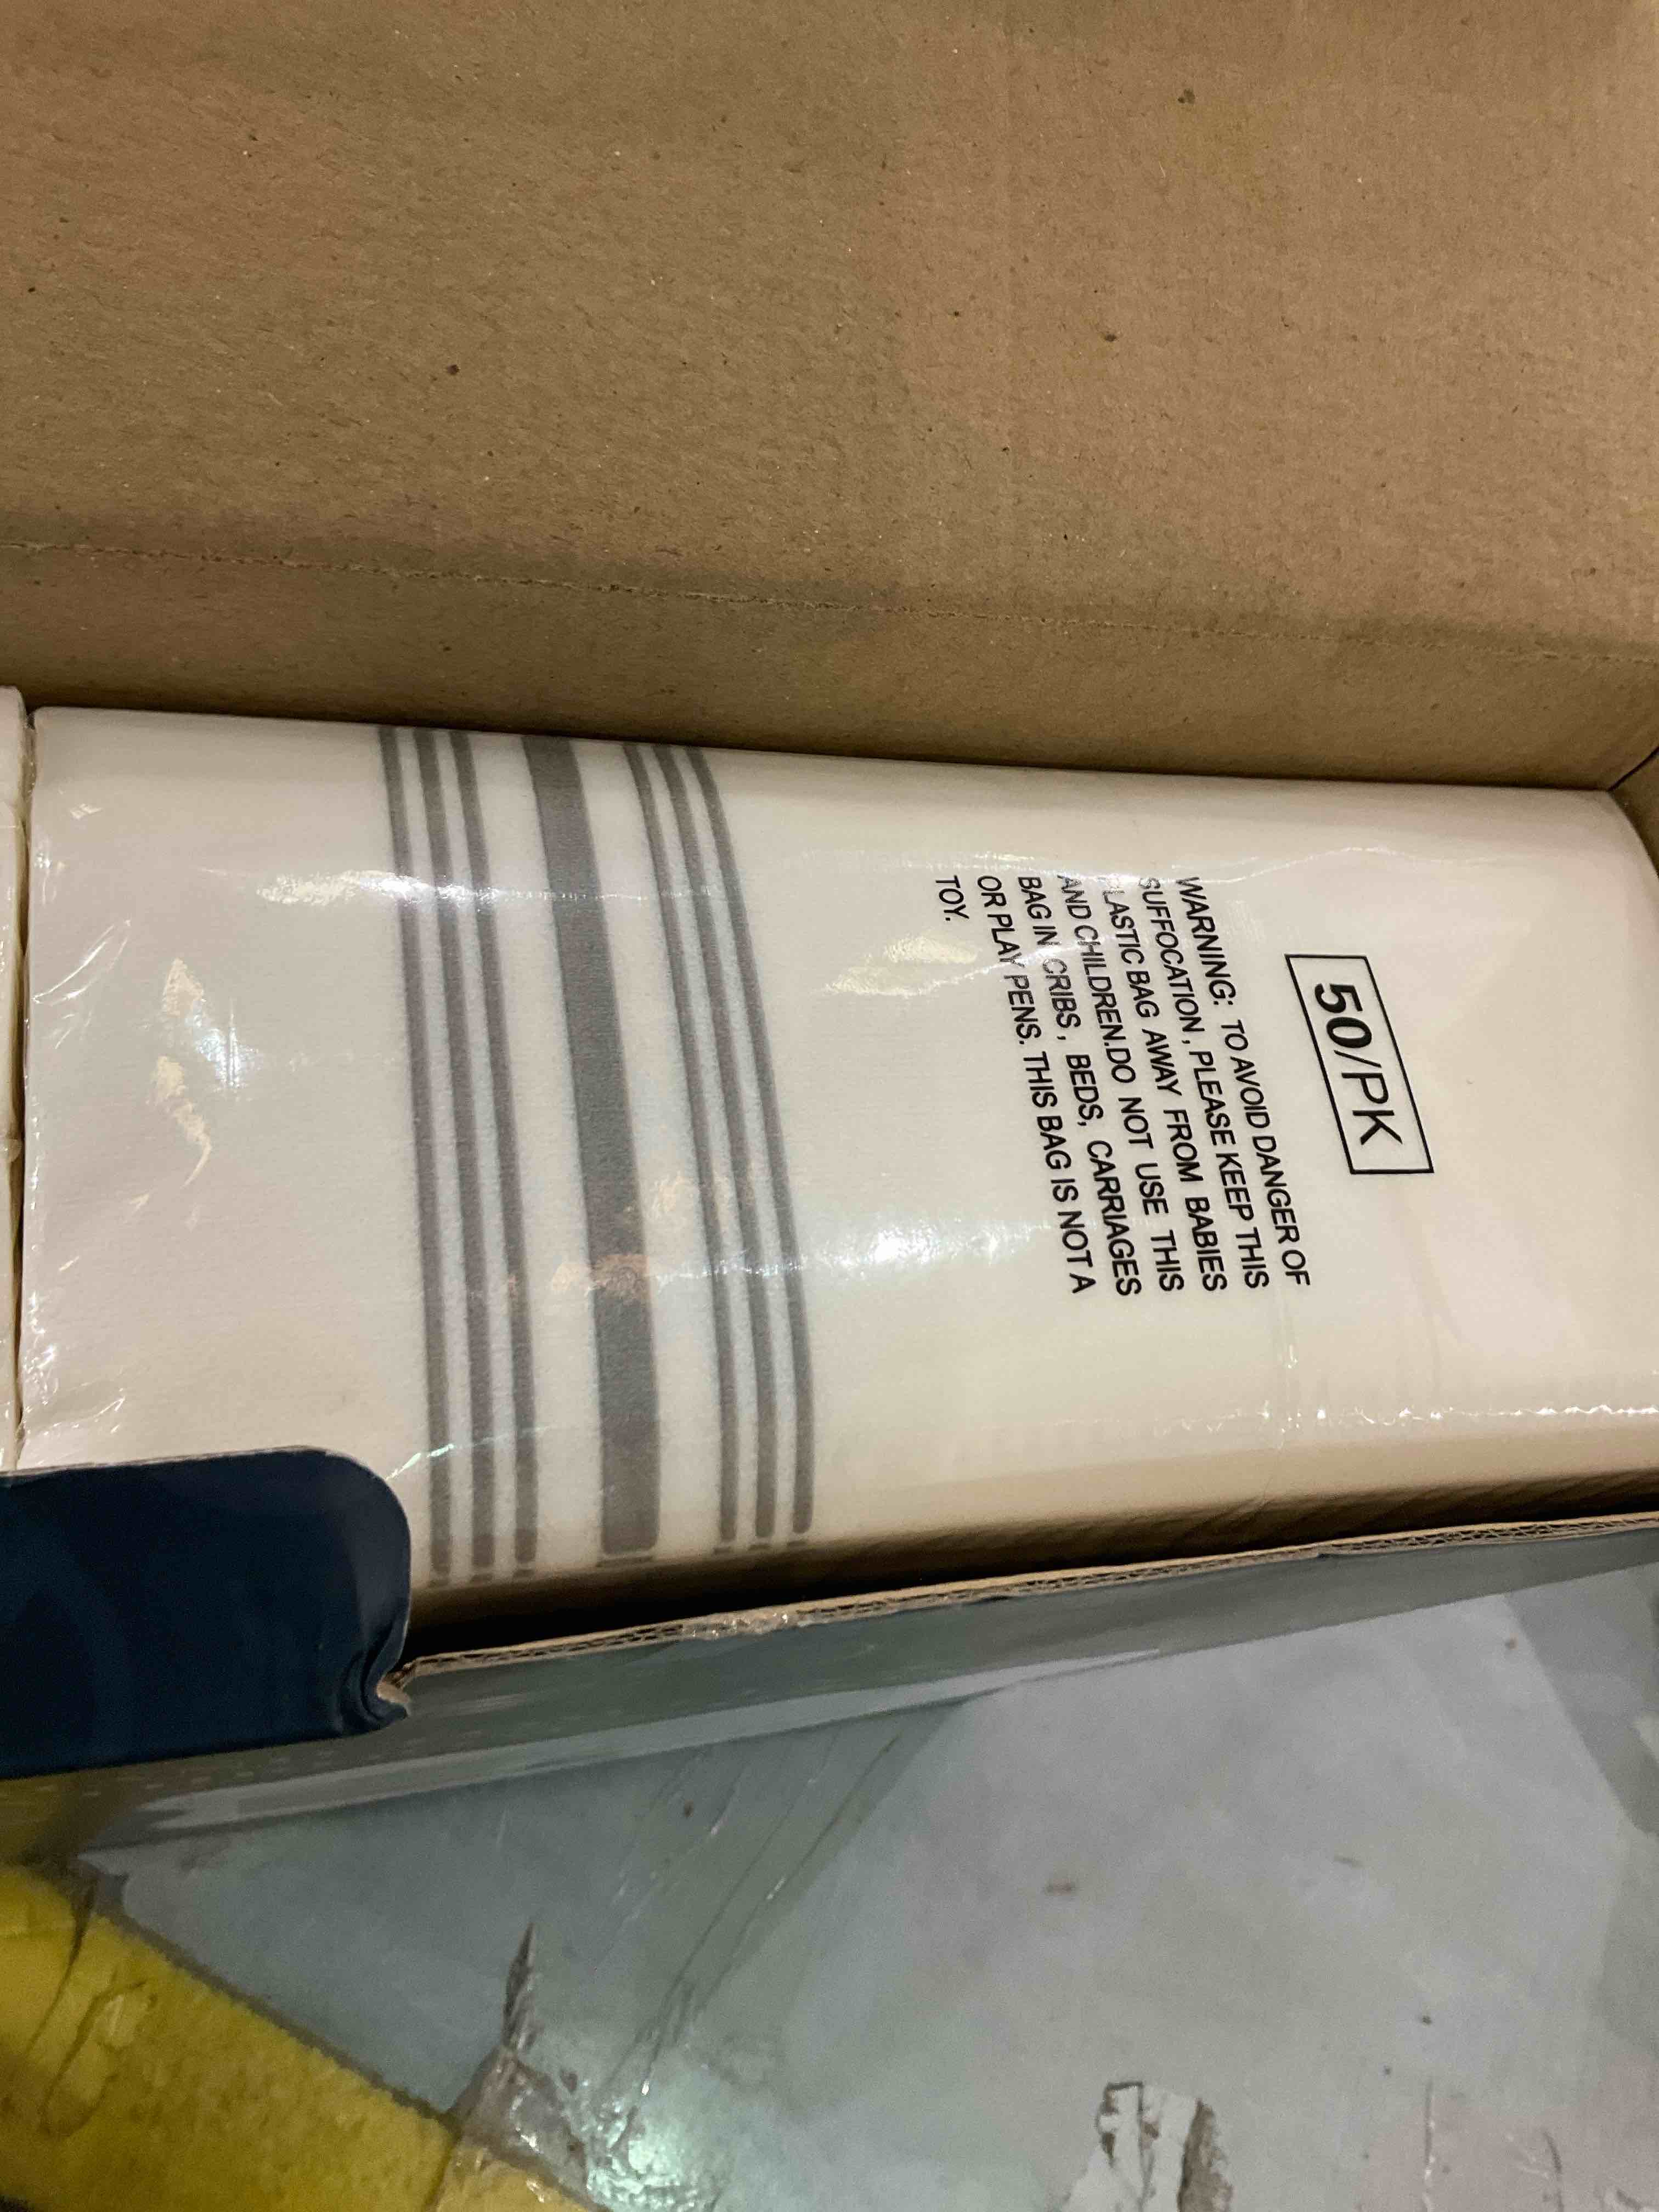 50/PK
WARNING: TO AVOID DANGER OF
SUFFOCATION, PLEASE KEEP THIS
PLASTIC BAG AWAY FROM BABIES
AND CHILDREN.DO NOT USE THIS
BAG IN CRIBS, BEDS, CARRIAGES
OR PLAY PENS. THIS BAG IS NOT A
TOY.